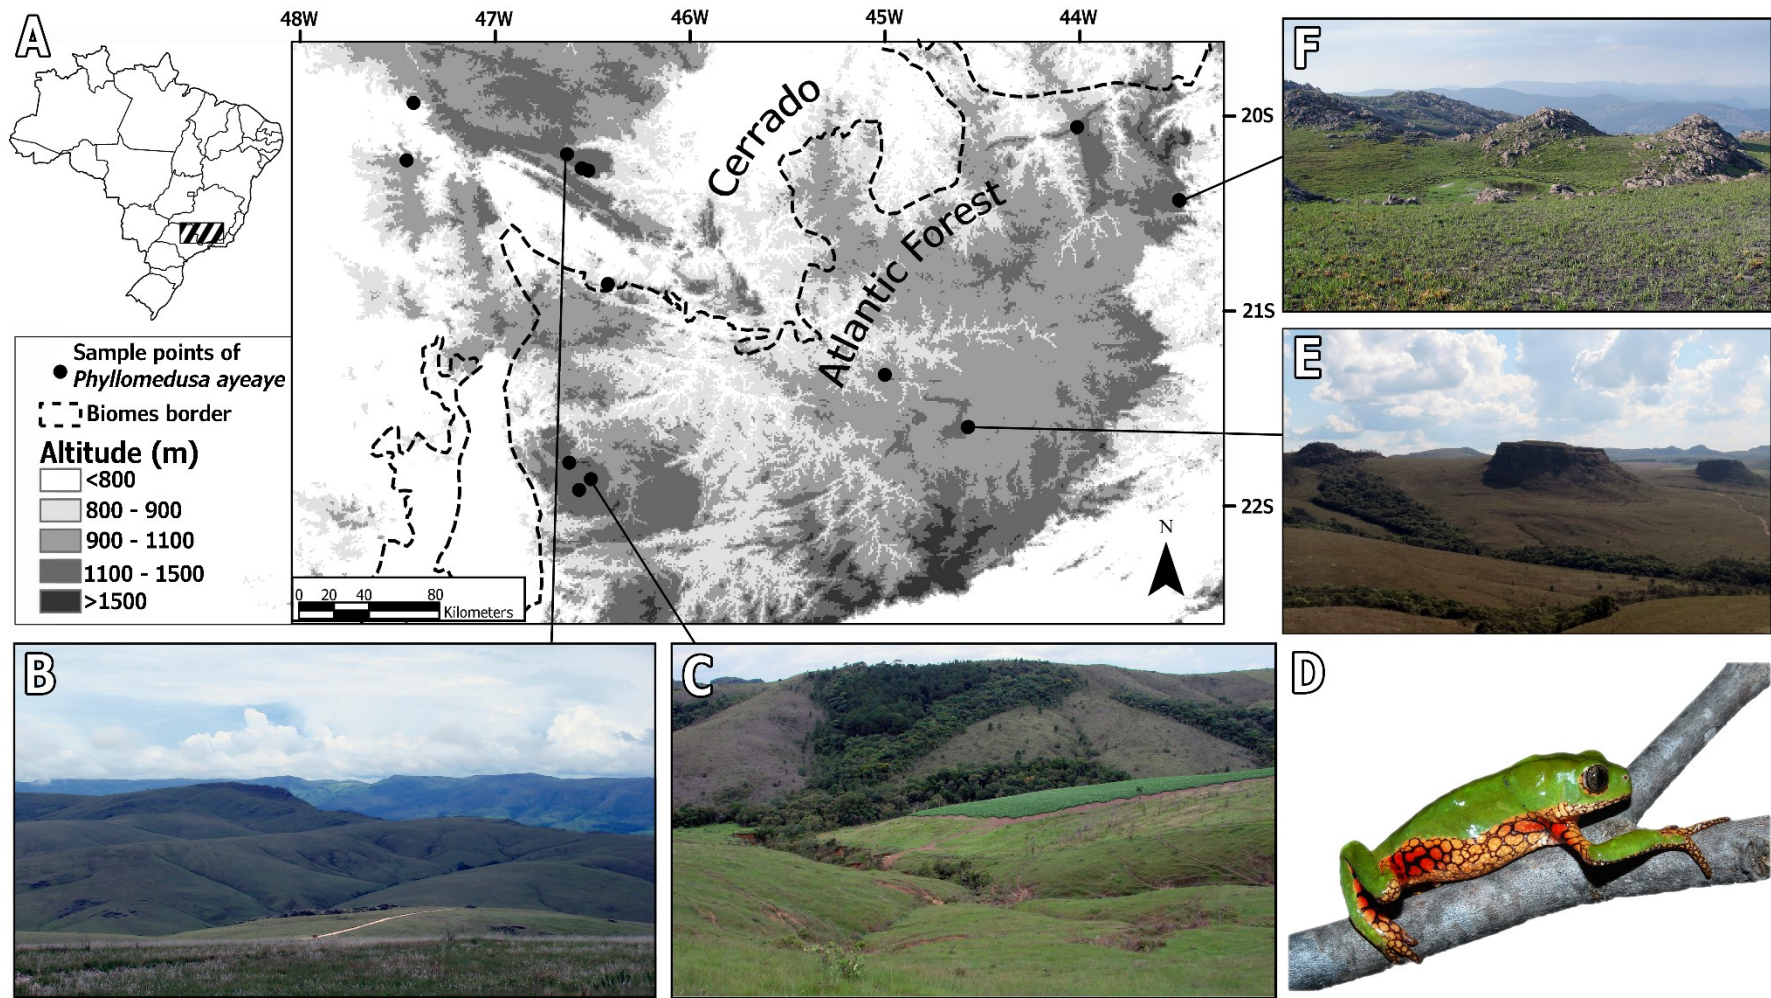 A
48W
47W
46W
45W
44W
20S
21S
22S
Cerrado
Atlantic Forest
N
0 20 40 80
Kilometers
Sample points of
Phyllomedusa ayeaye
Biomes border
Altitude (m)
<800
800 - 900
900 - 1100
1100 - 1500
>1500
F
E
B
C
D